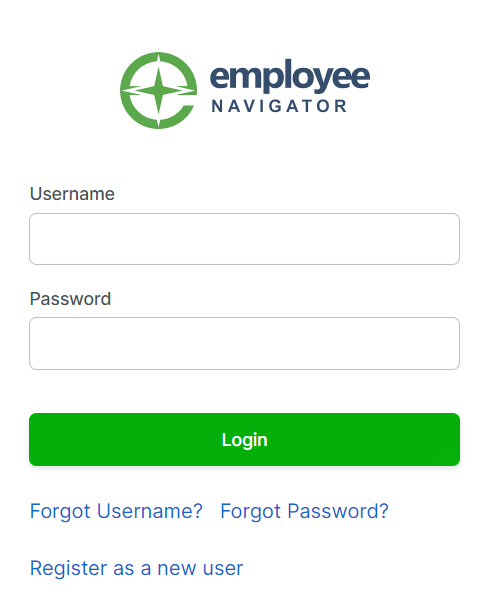 employee
NAVIGATOR
Username
Password
Login
Forgot Username? Forgot Password?
Register as a new user